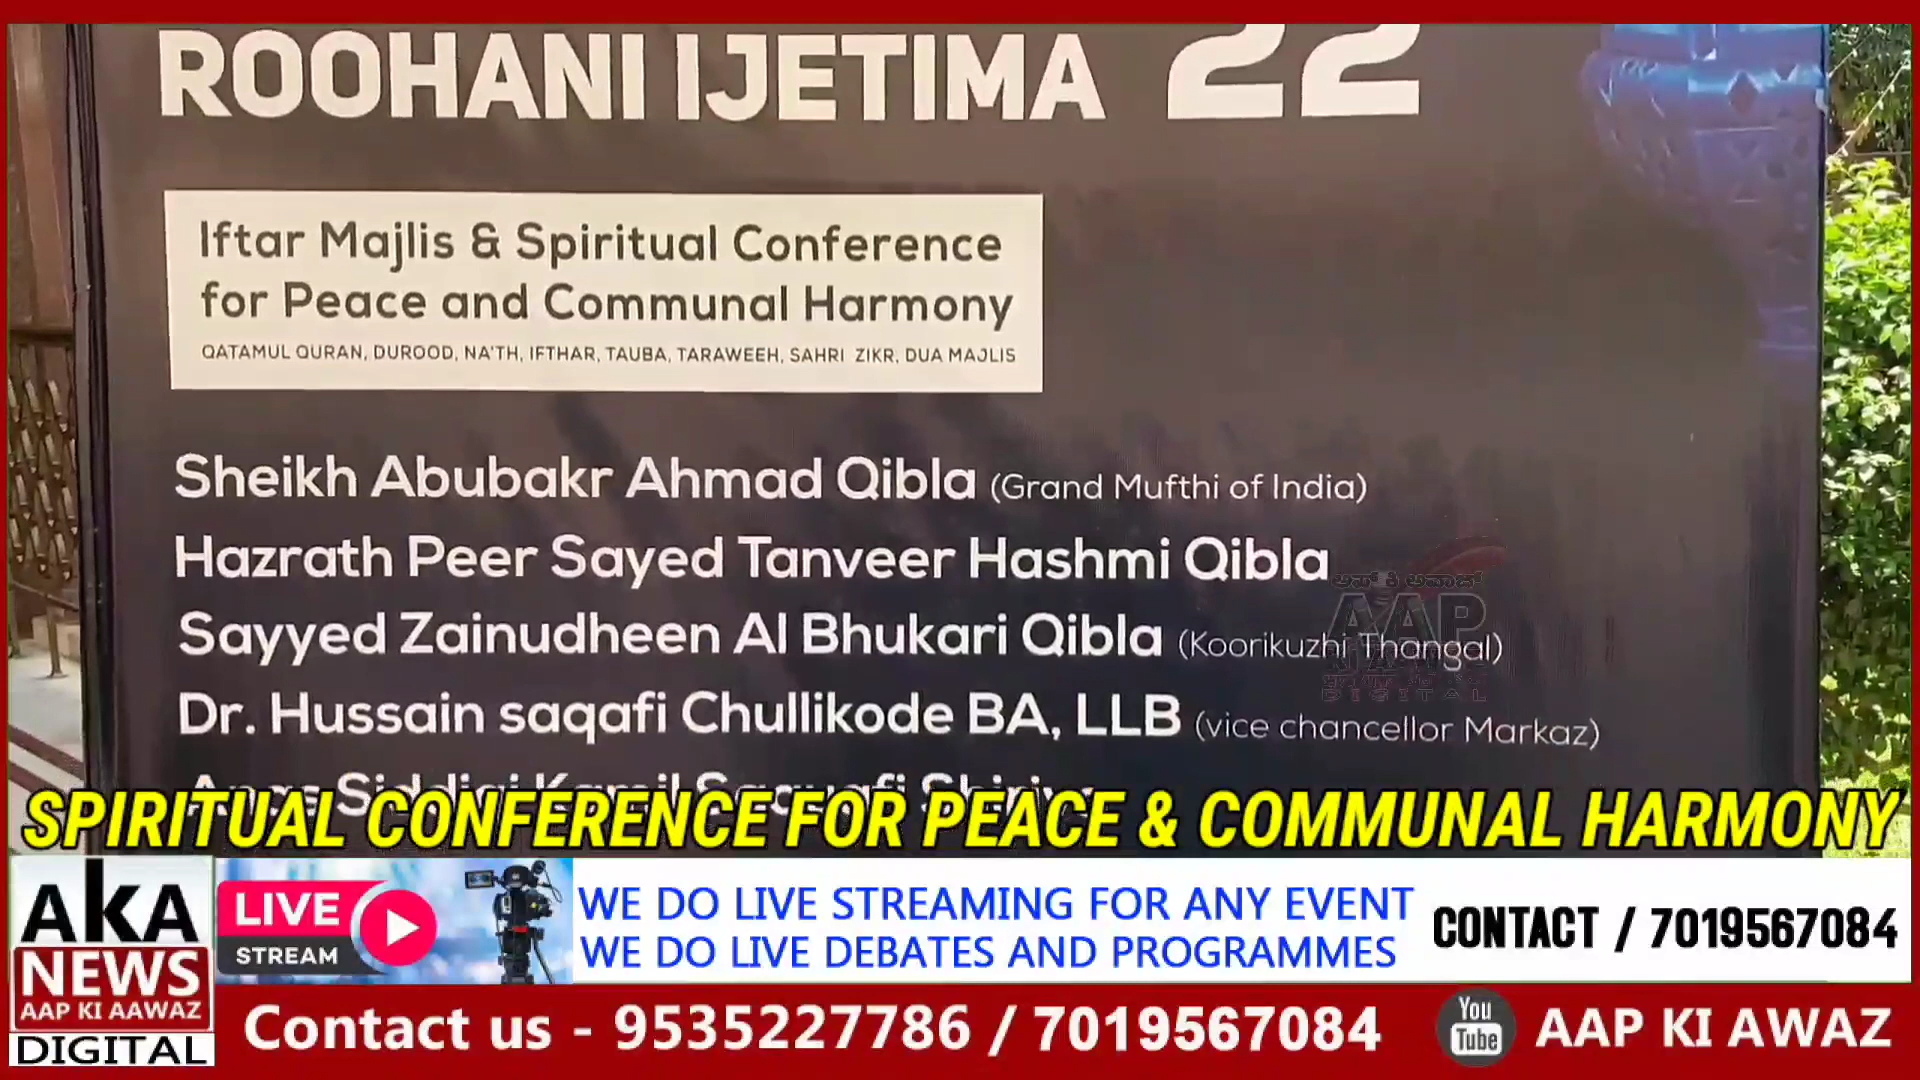 ROOHANI IJETIMA 22
Iftar Majlis & Spiritual Conference
for Peace and Communal Harmony
QATAMUL QURAN, DUROOD, NA'TH, IFTHAR, TAUBA, TARAWEEH, SAHRI ZIKR, DUA MAJLIS
Sheikh Abubakr Ahmad Qibla (Grand Mufthi of India)
Hazrath Peer Sayed Tanveer Hashmi Qibla
Sayyed Zainudheen Al Bhukari Qibla (Koorikuzhi Thangal)
AAP
DIGITAL
Dr. Hussain saqafi Chullikode BA, LLB (vice chancellor Markaz)
Siddiqi Kamil
SPIRITUAL CONFERENCE FOR PEACE & COMMUNAL HARMONY
AKA
NEWS
AAP KI AAWAZ
DIGITAL
LIVE
STREAM
WE DO LIVE STREAMING FOR ANY EVENT
WE DO LIVE DEBATES AND PROGRAMMES
CONTACT / 7019567084
Contact us - 9535227786 / 7019567084
You
Tube
AAP KI AWAZ